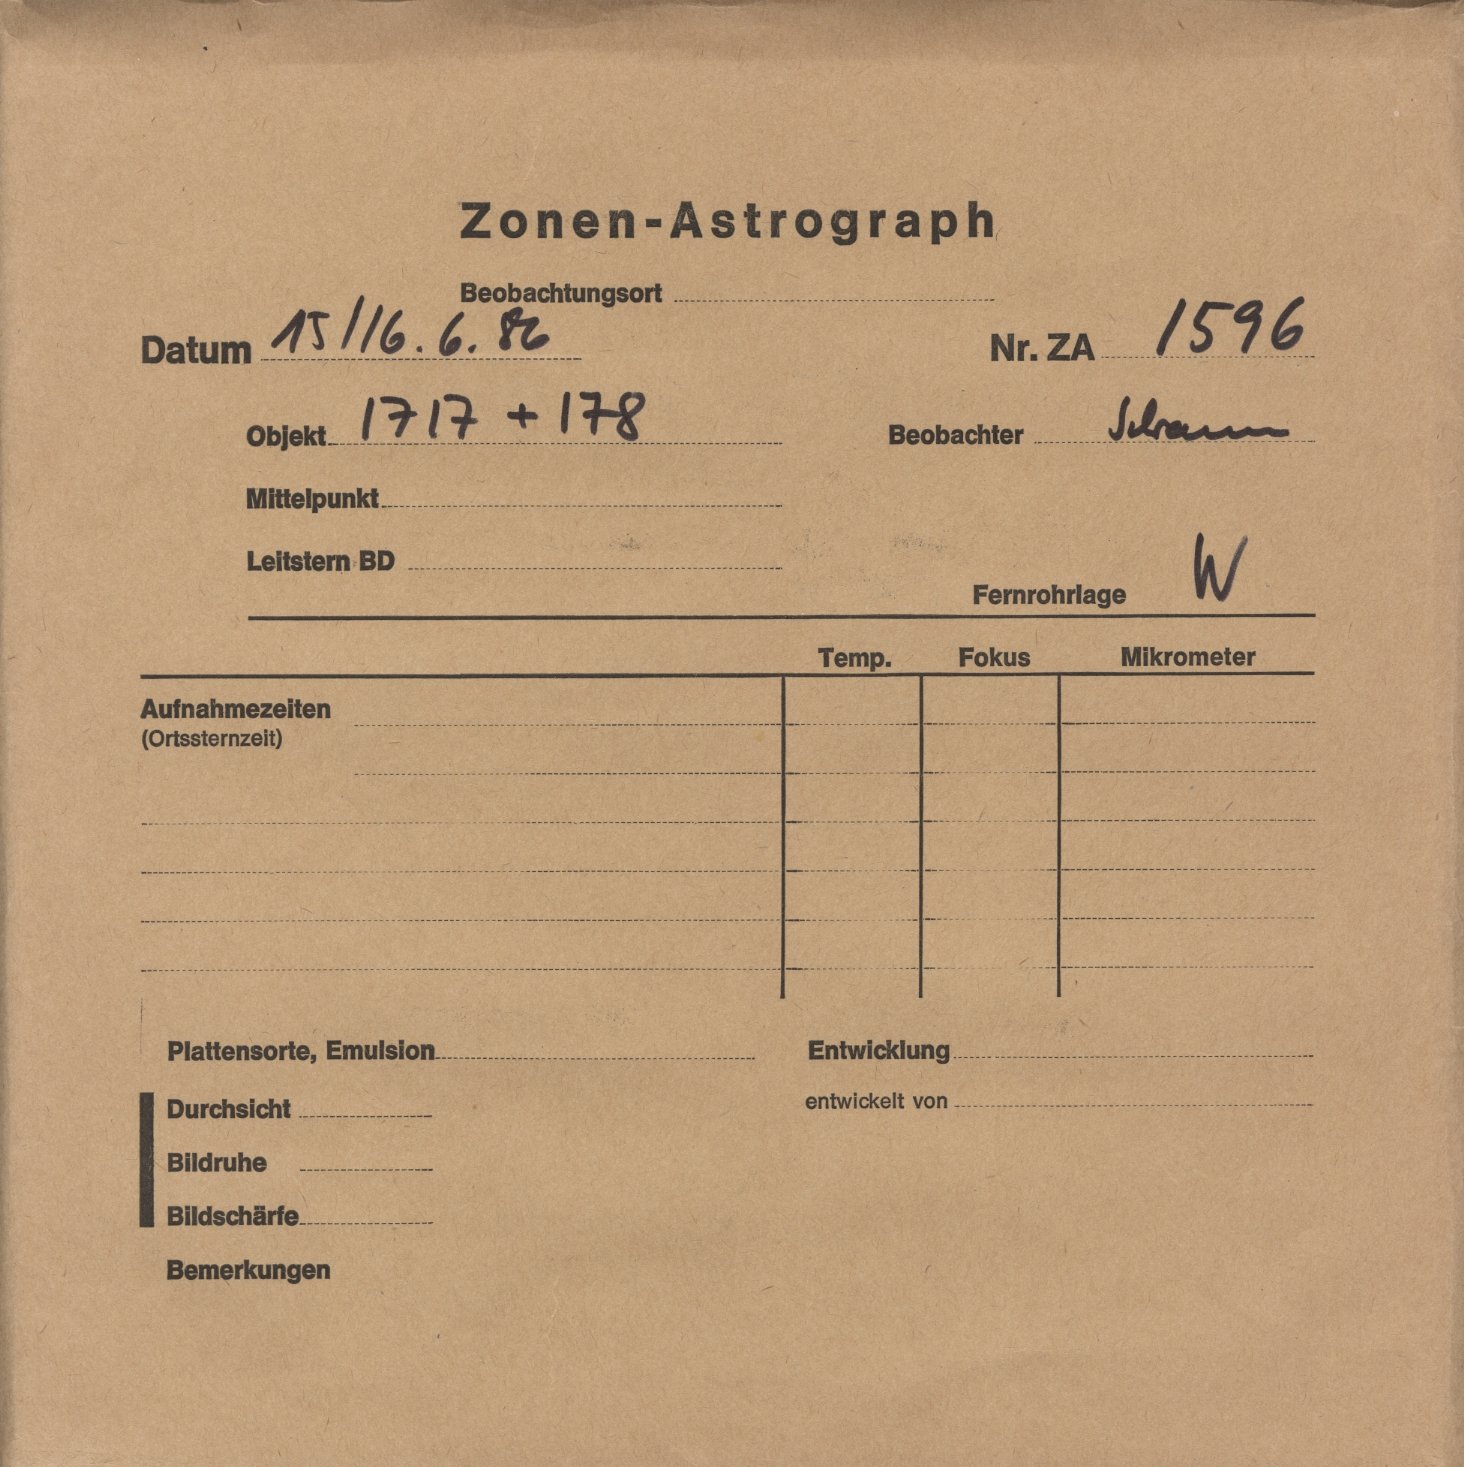 Zonen-Astrograph
Beobachtungsort
Datum 15/16.6.86
Nr. ZA 1596
Objekt 1717 + 178
Beobachter Schramm
Mittelpunkt
Leitstern BD
Fernrohrlage W
Temp. Fokus Mikrometer
Aufnahmezeiten
(Ortssternzeit)
Plattensorte, Emulsion
Entwicklung
Durchsicht
entwickelt von
Bildruhe
Bildschärfe
Bemerkungen